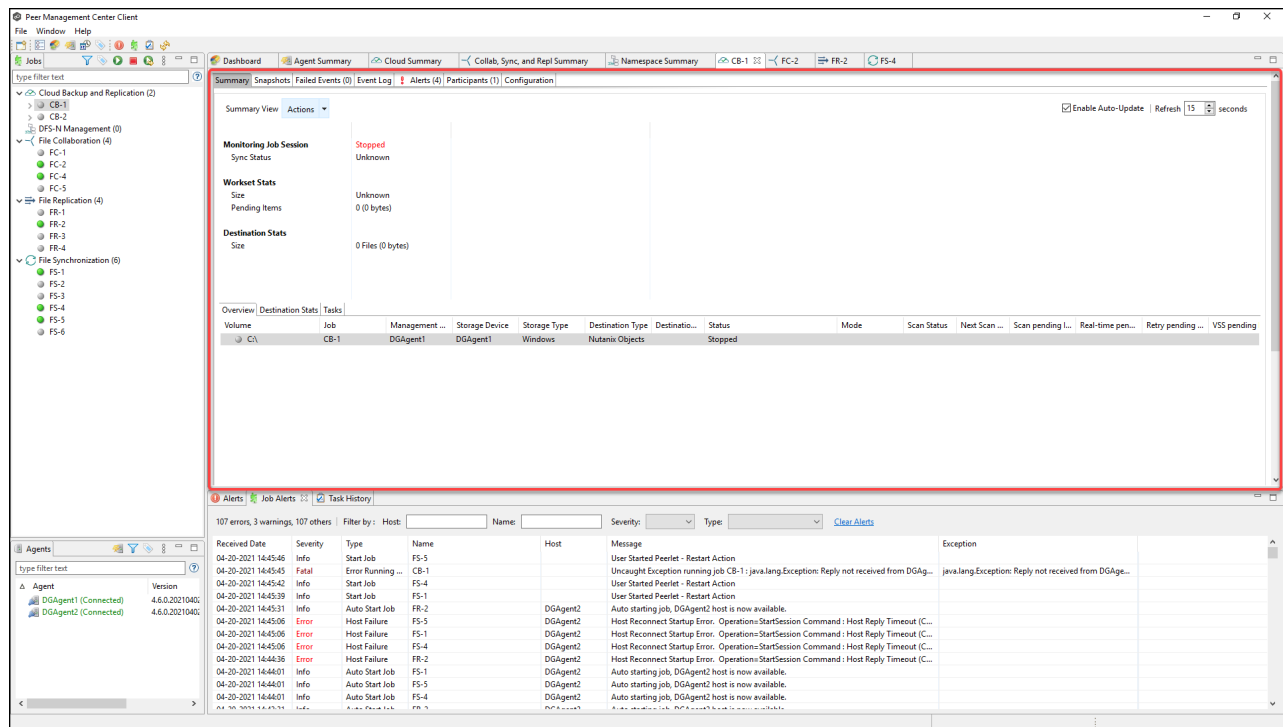 Peer Management Center Client
File Window Help
Jobs
type filter text
Cloud Backup and Replication (2)
CB-1
CB-2
DFS-N Management (0)
File Collaboration (4)
FC-1
FC-2
FC-4
FC-5
File Replication (4)
FR-1
FR-2
FR-3
FR-4
File Synchronization (6)
FS-1
FS-2
FS-3
FS-4
FS-5
FS-6
Agents
type filter text
Agent Version
DGAgent1 (Connected) 4.6.0.2021040
DGAgent2 (Connected) 4.6.0.2021040
Dashboard Agent Summary Cloud Summary Collab, Sync, and Repl Summary Namespace Summary CB-1 FC-2 FR-2 FS-4
Summary Snapshots Failed Events (0) Event Log Alerts (4) Participants (1) Configuration
Summary View Actions Enable Auto-Update Refresh 15 seconds
Monitoring Job Session Stopped
Sync Status Unknown
Workset Stats
Size Unknown
Pending Items 0 (0 bytes)
Destination Stats
Size 0 Files (0 bytes)
Overview Destination Stats Tasks
Volume Job Management ... Storage Device Storage Type Destination Type Destinatio... Status Mode Scan Status Next Scan ... Scan pending I... Real-time pen... Retry pending ... VSS pending
C:\ CB-1 DGAgent1 DGAgent1 Windows Nutanix Objects Stopped
Alerts Job Alerts Task History
107 errors, 3 warnings, 107 others Filter by : Host: Name: Severity: Type: Clear Alerts
Received Date Severity Type Name Host Message Exception
04-20-2021 14:45:46 Info Start Job FS-5 User Started Peerlet - Restart Action
04-20-2021 14:45:45 Fatal Error Running ... CB-1 Uncaught Exception running job CB-1 : java.lang.Exception: Reply not received from DGAg... java.lang.Exception: Reply not received from DGAge...
04-20-2021 14:45:42 Info Start Job FS-4 User Started Peerlet - Restart Action
04-20-2021 14:45:39 Info Start Job FS-1 User Started Peerlet - Restart Action
04-20-2021 14:45:31 Info Auto Start Job FR-2 DGAgent2 Auto starting job, DGAgent2 host is now available.
04-20-2021 14:45:06 Error Host Failure FS-5 DGAgent2 Host Reconnect Startup Error. Operation=StartSession Command : Host Reply Timeout (C...
04-20-2021 14:45:06 Error Host Failure FS-1 DGAgent2 Host Reconnect Startup Error. Operation=StartSession Command : Host Reply Timeout (C...
04-20-2021 14:45:06 Error Host Failure FS-4 DGAgent2 Host Reconnect Startup Error. Operation=StartSession Command : Host Reply Timeout (C...
04-20-2021 14:44:36 Error Host Failure FR-2 DGAgent2 Host Reconnect Startup Error. Operation=StartSession Command : Host Reply Timeout (C...
04-20-2021 14:44:01 Info Auto Start Job FS-1 DGAgent2 Auto starting job, DGAgent2 host is now available.
04-20-2021 14:44:01 Info Auto Start Job FS-5 DGAgent2 Auto starting job, DGAgent2 host is now available.
04-20-2021 14:44:01 Info Auto Start Job FS-4 DGAgent2 Auto starting job, DGAgent2 host is now available.